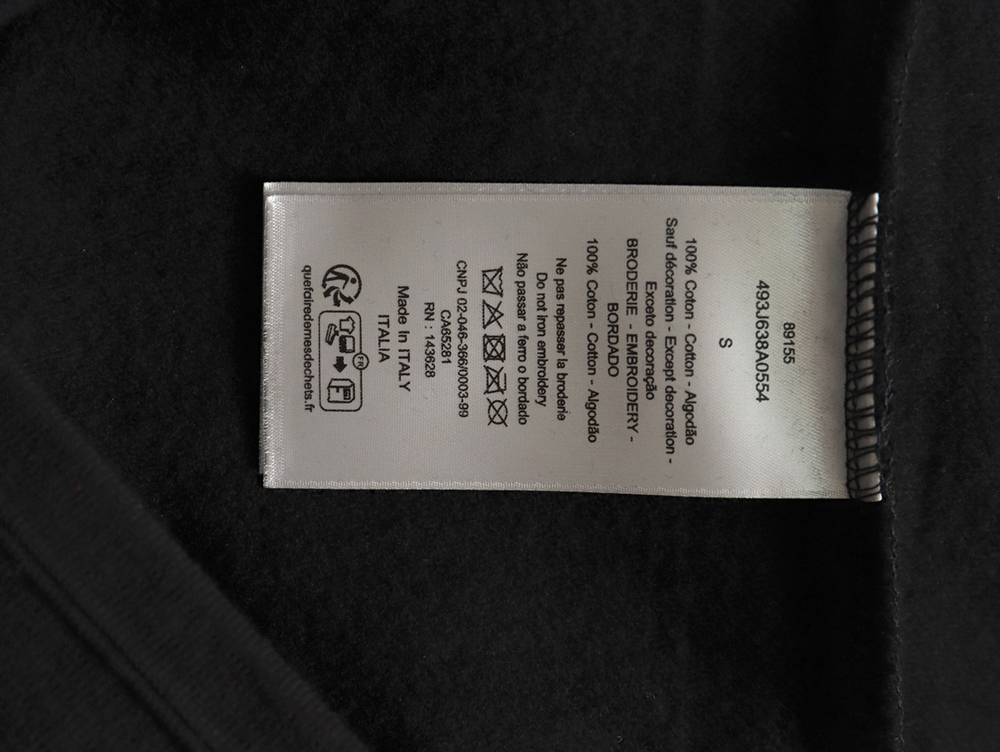 89155
493J638A0554
S
100% Coton - Cotton - Algodão
Sauf décoration - Except decoration -
Exceto decoração
BRODERIE - EMBROIDERY -
BORDADO
100% Coton - Cotton - Algodão
Ne pas repasser la broderie
Do not iron embroidery
Não passar a ferro o bordado
CNPJ 02-046-366/0003-99
CA65281
RN : 143628
Made In ITALY
ITALIA
FR
quefairedemesdechets.fr